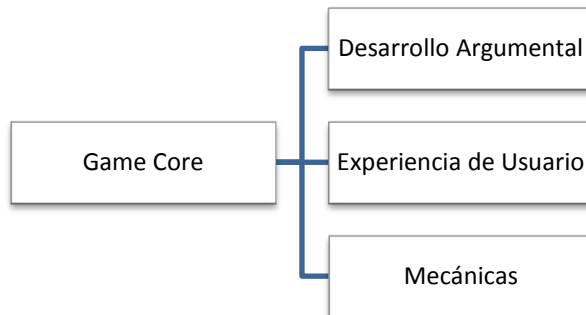 Desarrollo Argumental
Game Core
Experiencia de Usuario
Mecánicas